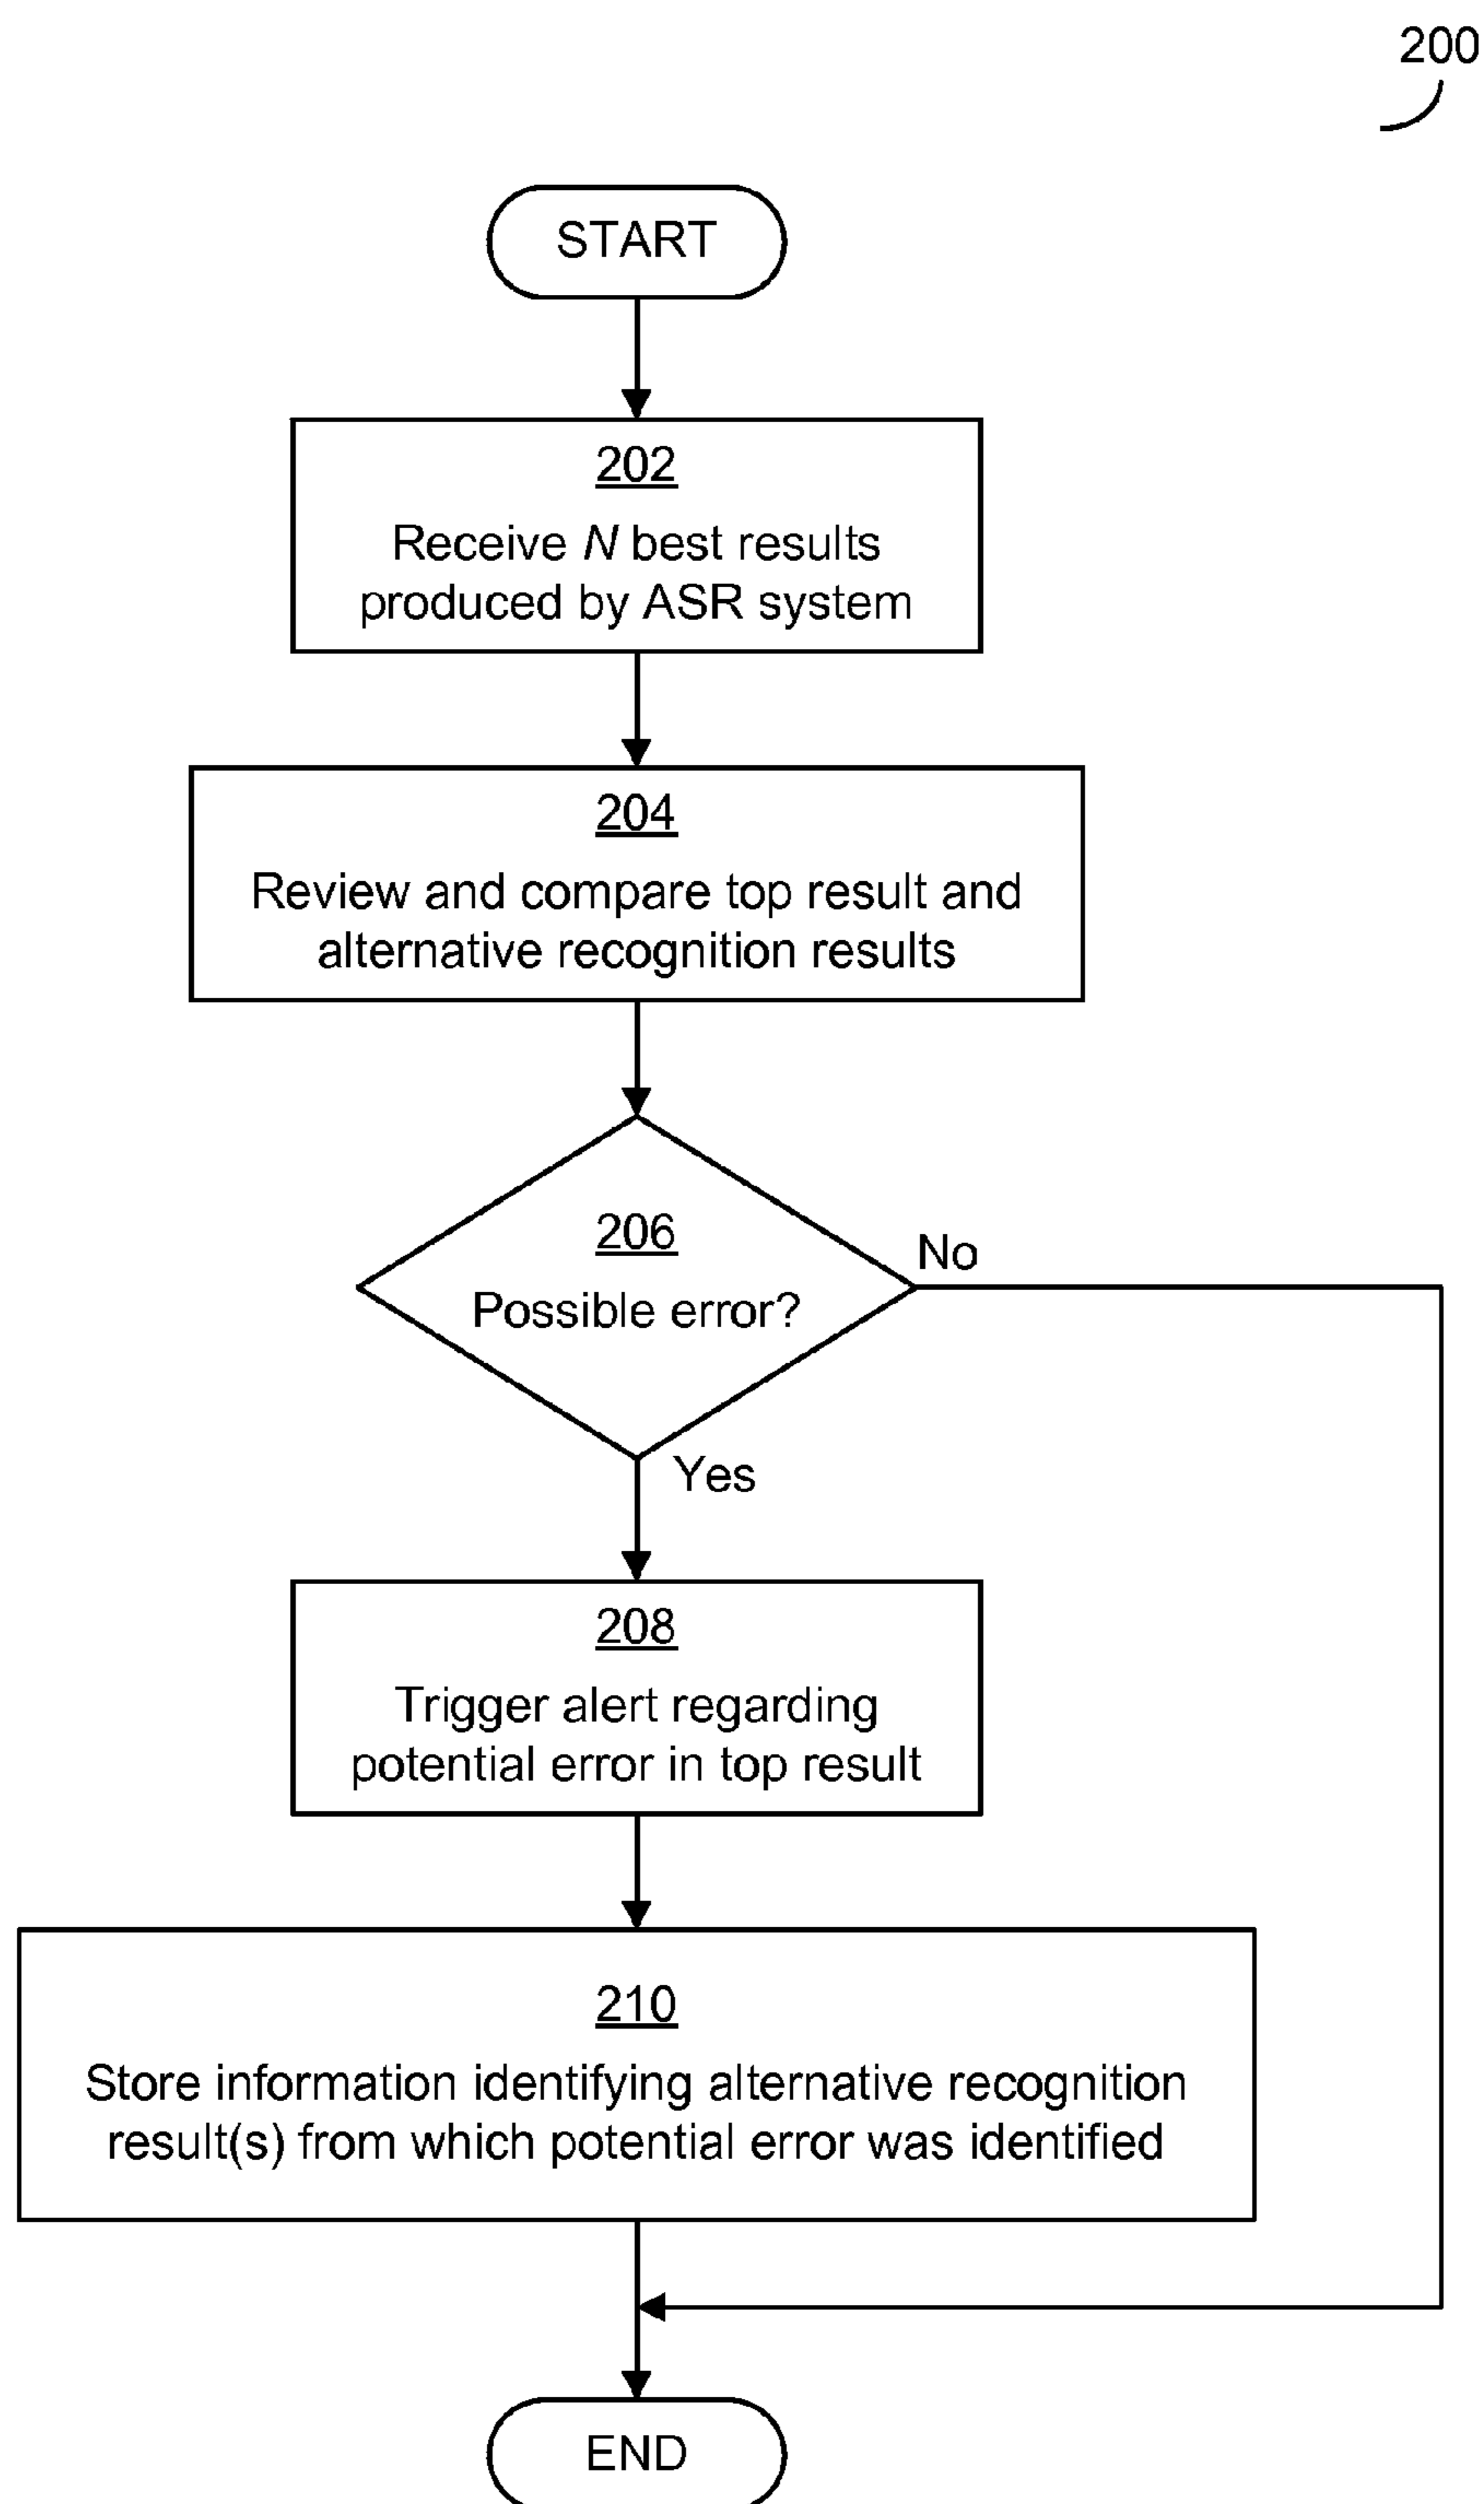 200
START
202
Receive N best results
produced by ASR system
204
Review and compare top result and
alternative recognition results
206
Possible error?
No
Yes
208
Trigger alert regarding
potential error in top result
210
Store information identifying alternative recognition
result(s) from which potential error was identified
END